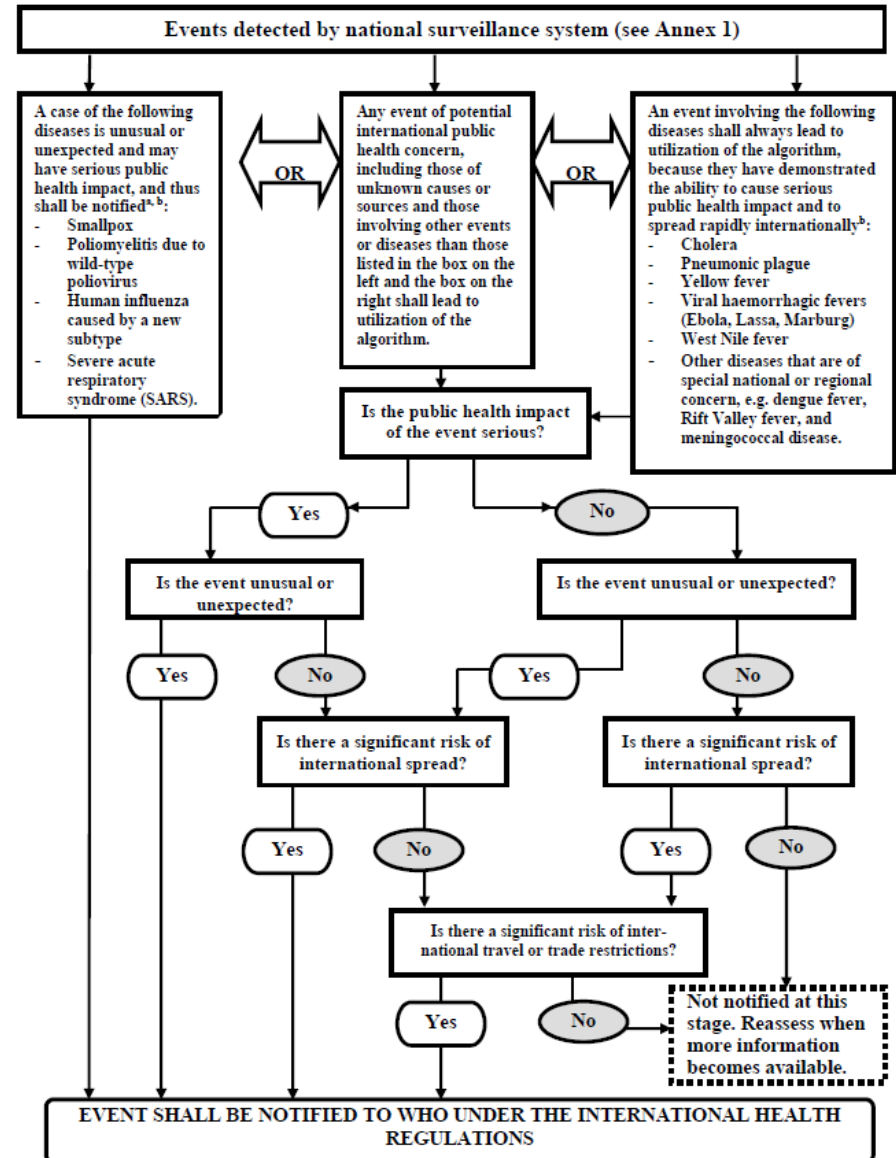 Events detected by national surveillance system (see Annex 1)
A case of the following
diseases is unusual or
unexpected and may
have serious public
health impact, and thus
shall be notifiedᵃ, ᵇ:
- Smallpox
- Poliomyelitis due to
wild-type
poliovirus
- Human influenza
caused by a new
subtype
- Severe acute
respiratory
syndrome (SARS).
OR
Any event of potential
international public
health concern,
including those of
unknown causes or
sources and those
involving other events
or diseases than those
listed in the box on the
left and the box on the
right shall lead to
utilization of the
algorithm.
OR
An event involving the following
diseases shall always lead to
utilization of the algorithm,
because they have demonstrated
the ability to cause serious
public health impact and to
spread rapidly internationallyᵇ:
- Cholera
- Pneumonic plague
- Yellow fever
- Viral haemorrhagic fevers
(Ebola, Lassa, Marburg)
- West Nile fever
- Other diseases that are of
special national or regional
concern, e.g. dengue fever,
Rift Valley fever, and
meningococcal disease.
Is the public health impact
of the event serious?
Yes
No
Is the event unusual or
unexpected?
Is the event unusual or unexpected?
Yes
No
Yes
No
Is there a significant risk of
international spread?
Is there a significant risk of
international spread?
Yes
No
Yes
No
Is there a significant risk of inter-
national travel or trade restrictions?
Yes
No
Not notified at this
stage. Reassess when
more information
becomes available.
EVENT SHALL BE NOTIFIED TO WHO UNDER THE INTERNATIONAL HEALTH
REGULATIONS